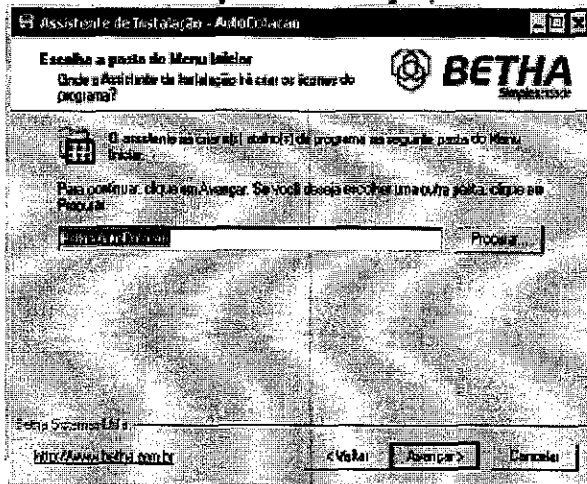 Assistente de Instalação - AutoCotacao
Escolha a pasta do Menu Iniciar
Onde o Assistente de Instalação irá criar os ícones do
programa?
BETHA
O assistente irá criar o(s) atalho(s) do programa na seguinte pasta do Menu
Iniciar.
Para continuar, clique em Avançar. Se você deseja escolher uma outra pasta, clique em
Procurar.
Procurar...
Betha Sistemas Ltda
http://www.betha.com.br
< Voltar
Avançar >
Cancelar